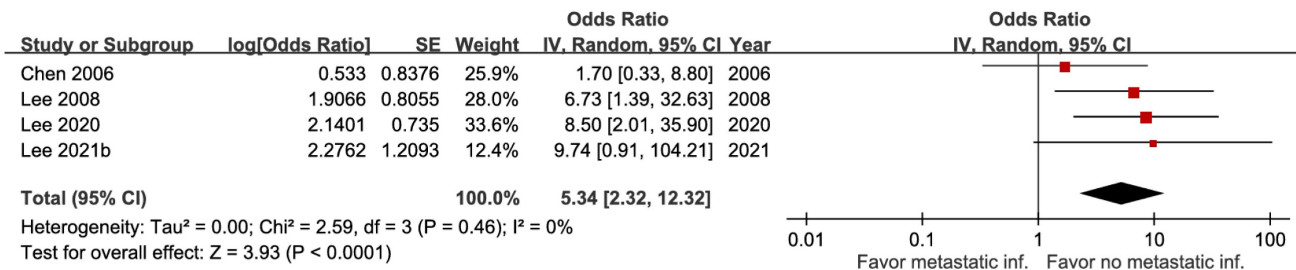 Odds Ratio Odds Ratio
Study or Subgroup log[Odds Ratio] SE Weight IV, Random, 95% CI Year IV, Random, 95% CI
Chen 2006 0.533 0.8376 25.9% 1.70 [0.33, 8.80] 2006
Lee 2008 1.9066 0.8055 28.0% 6.73 [1.39, 32.63] 2008
Lee 2020 2.1401 0.735 33.6% 8.50 [2.01, 35.90] 2020
Lee 2021b 2.2762 1.2093 12.4% 9.74 [0.91, 104.21] 2021
Total (95% CI) 100.0% 5.34 [2.32, 12.32]
Heterogeneity: Tau² = 0.00; Chi² = 2.59, df = 3 (P = 0.46); I² = 0%
Test for overall effect: Z = 3.93 (P < 0.0001)
0.01 0.1 1 10 100
Favor metastatic inf. Favor no metastatic inf.